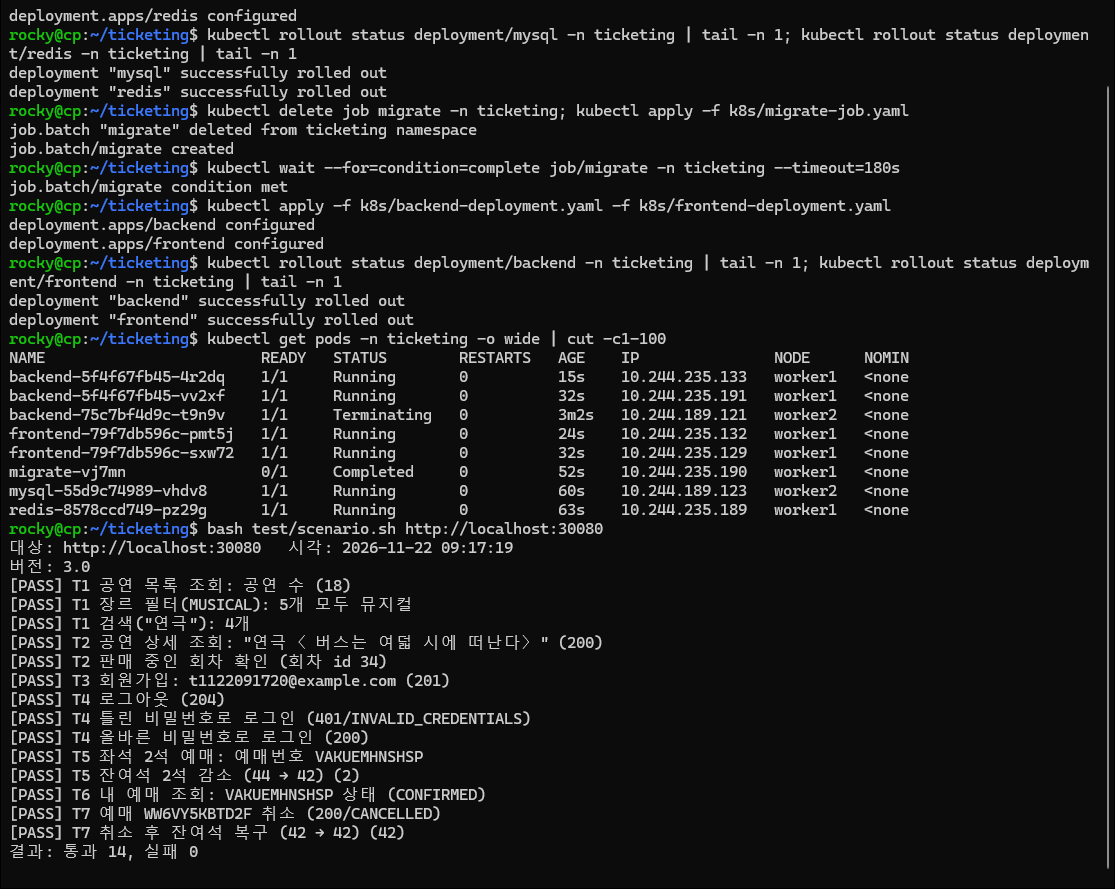 deployment.apps/redis configured
rocky@cp:~/ticketing$ kubectl rollout status deployment/mysql -n ticketing | tail -n 1; kubectl rollout status deploymen
t/redis -n ticketing | tail -n 1
deployment "mysql" successfully rolled out
deployment "redis" successfully rolled out
rocky@cp:~/ticketing$ kubectl delete job migrate -n ticketing; kubectl apply -f k8s/migrate-job.yaml
job.batch "migrate" deleted from ticketing namespace
job.batch/migrate created
rocky@cp:~/ticketing$ kubectl wait --for=condition=complete job/migrate -n ticketing --timeout=180s
job.batch/migrate condition met
rocky@cp:~/ticketing$ kubectl apply -f k8s/backend-deployment.yaml -f k8s/frontend-deployment.yaml
deployment.apps/backend configured
deployment.apps/frontend configured
rocky@cp:~/ticketing$ kubectl rollout status deployment/backend -n ticketing | tail -n 1; kubectl rollout status deploym
ent/frontend -n ticketing | tail -n 1
deployment "backend" successfully rolled out
deployment "frontend" successfully rolled out
rocky@cp:~/ticketing$ kubectl get pods -n ticketing -o wide | cut -c1-100
NAME                        READY   STATUS        RESTARTS   AGE    IP               NODE      NOMIN
backend-5f4f67fb45-4r2dq    1/1     Running       0          15s    10.244.235.133   worker1   <none
backend-5f4f67fb45-vv2xf    1/1     Running       0          32s    10.244.235.191   worker1   <none
backend-75c7bf4d9c-t9n9v    1/1     Terminating   0          3m2s   10.244.189.121   worker2   <none
frontend-79f7db596c-pmt5j   1/1     Running       0          24s    10.244.235.132   worker1   <none
frontend-79f7db596c-sxw72   1/1     Running       0          32s    10.244.235.129   worker1   <none
migrate-vj7mn               0/1     Completed     0          52s    10.244.235.190   worker1   <none
mysql-55d9c74989-vhdv8      1/1     Running       0          60s    10.244.189.123   worker2   <none
redis-8578ccd749-pz29g      1/1     Running       0          63s    10.244.235.189   worker1   <none
rocky@cp:~/ticketing$ bash test/scenario.sh http://localhost:30080
대상: http://localhost:30080   시각: 2026-11-22 09:17:19
버전: 3.0
[PASS] T1 공연 목록 조회: 공연 수 (18)
[PASS] T1 장르 필터(MUSICAL): 5개 모두 뮤지컬
[PASS] T1 검색("연극"): 4개
[PASS] T2 공연 상세 조회: "연극 〈 버스는 여덟 시에 떠난다〉" (200)
[PASS] T2 판매 중인 회차 확인 (회차 id 34)
[PASS] T3 회원가입: t1122091720@example.com (201)
[PASS] T4 로그아웃 (204)
[PASS] T4 틀린 비밀번호로 로그인 (401/INVALID_CREDENTIALS)
[PASS] T4 올바른 비밀번호로 로그인 (200)
[PASS] T5 좌석 2석 예매: 예매번호 VAKUEMHNSHSP
[PASS] T5 잔여석 2석 감소 (44 → 42) (2)
[PASS] T6 내 예매 조회: VAKUEMHNSHSP 상태 (CONFIRMED)
[PASS] T7 예매 WW6VY5KBTD2F 취소 (200/CANCELLED)
[PASS] T7 취소 후 잔여석 복구 (42 → 42) (42)
결과: 통과 14, 실패 0